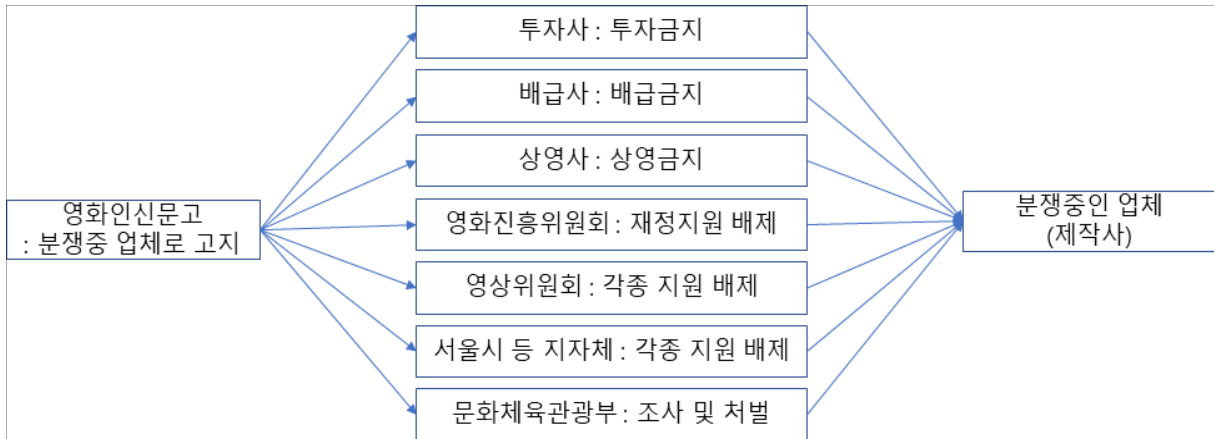 투자사 : 투자금지
배급사 : 배급금지
상영사 : 상영금지
영화인신문고
: 분쟁중 업체로 고지
영화진흥위원회 : 재정지원 배제
분쟁중인 업체
(제작사)
영상위원회 : 각종 지원 배제
서울시 등 지자체 : 각종 지원 배제
문화체육관광부 : 조사 및 처벌